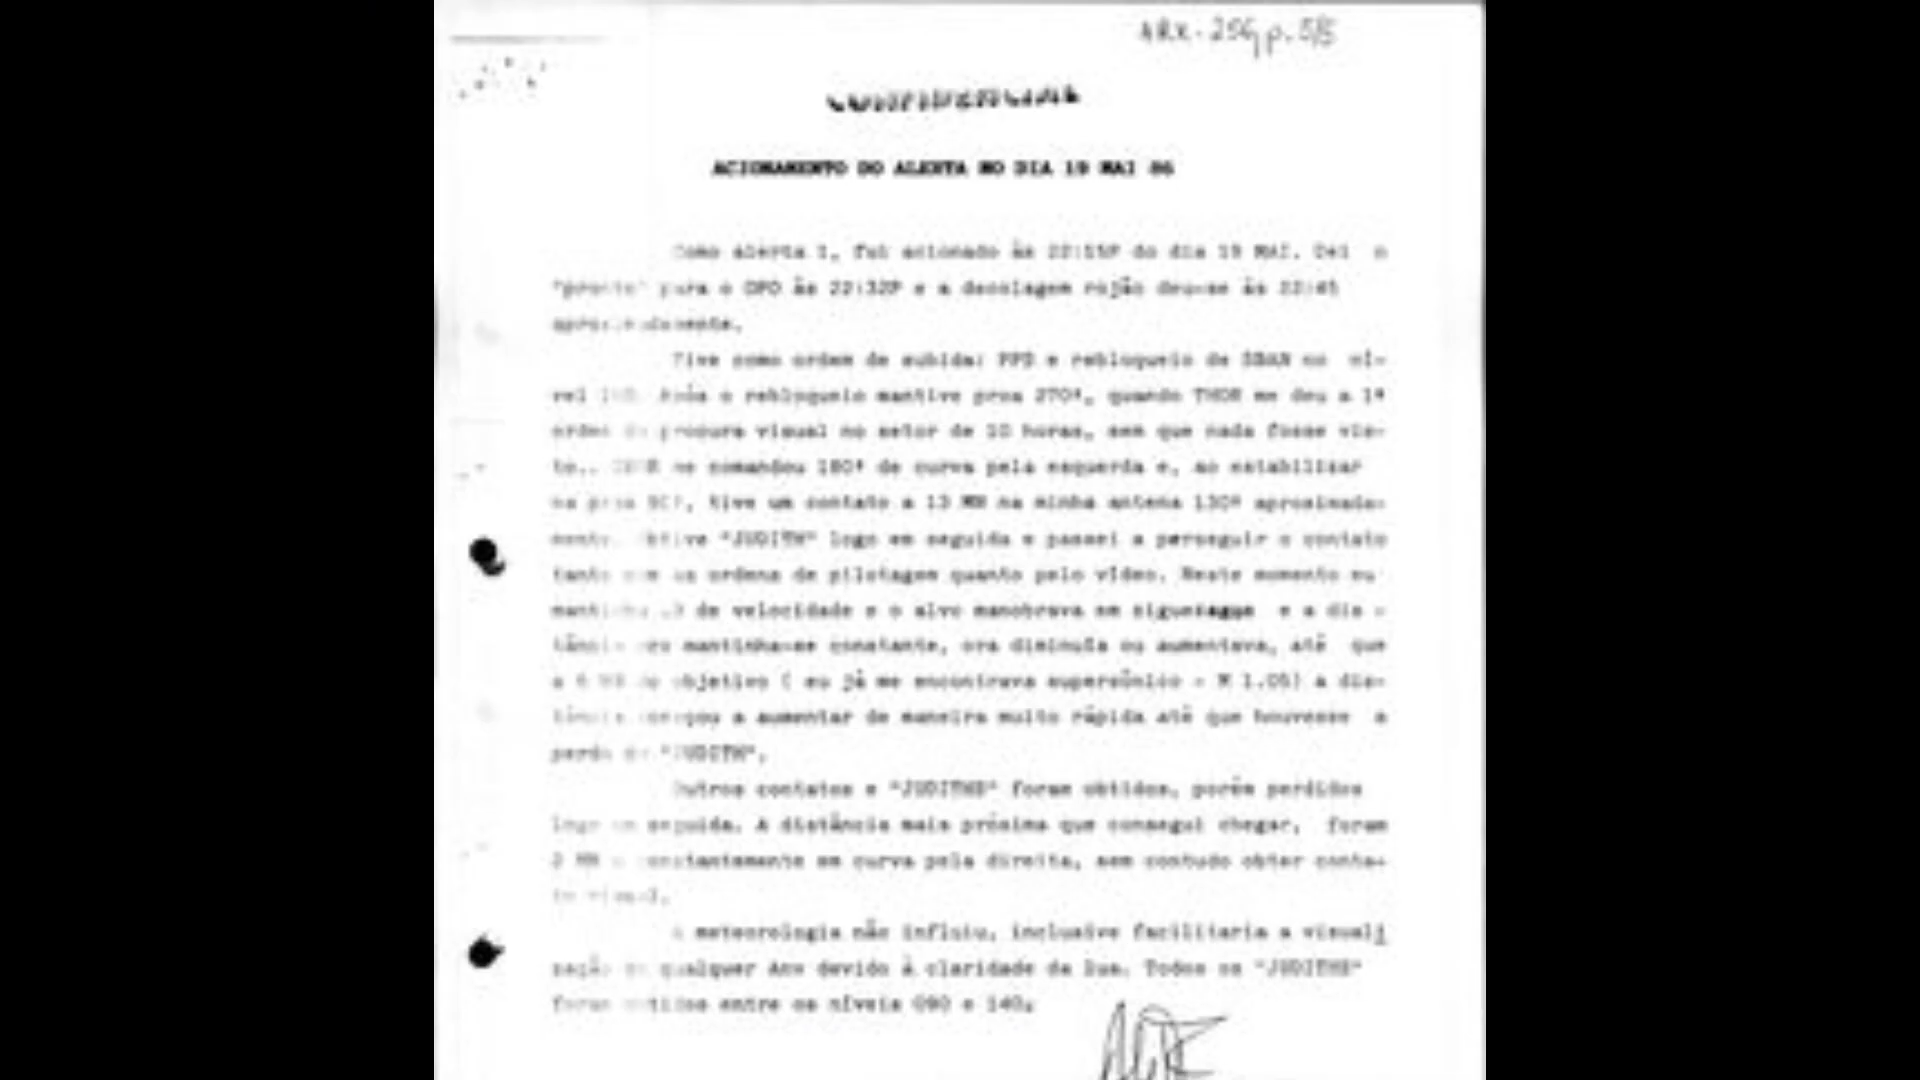 ARX-256, p. 5/5
CONFIDENCIAL
ACIONAMENTO DO ALERTA NO DIA 19 MAI 86
Como alerta 1, fui acionado às 22:15P do dia 19 MAI. Dei o
"pronto" para o OPO às 22:32P e a decolagem rojão deu-se às 22:45
aproximadamente.
Tive como ordem de subida: PPD e rebloqueio de SBAN no ní-
vel Após o rebloqueio mantive proa 270º, quando THOR me deu a 1ª
ordem de procura visual no setor de 10 horas, sem que nada fosse vis-
to.. THOR me comandou 180º de curva pela esquerda e, ao estabilizar
na proa tive um contato a 13 MN na minha antena 130º aproximada-
mente. Obtive "JUDITH" logo em seguida e passei a perseguir o contato
tanto com as ordens de pilotagem quanto pelo vídeo. Neste momento eu
mantinha de velocidade e o alvo manobrava em ziguezague e a dis -
tância ora mantinha-se constante, ora diminuía ou aumentava, até que
a 6 MN do objetivo ( eu já me encontrava supersônico - M 1.05) a dis-
tância começou a aumentar de maneira muito rápida até que houvesse a
perda do "JUDITH".
Outros contatos e "JUDITHS" foram obtidos, porém perdidos
logo em seguida. A distância mais próxima que consegui chegar, foram
2 MN e constantemente em curva pela direita, sem contudo obter conta-
to visual.
A meteorologia não influiu, inclusive facilitaria a visuali
zação de qualquer Anv devido à claridade da lua. Todos os "JUDITHS"
foram obtidos entre os níveis 090 e 140.